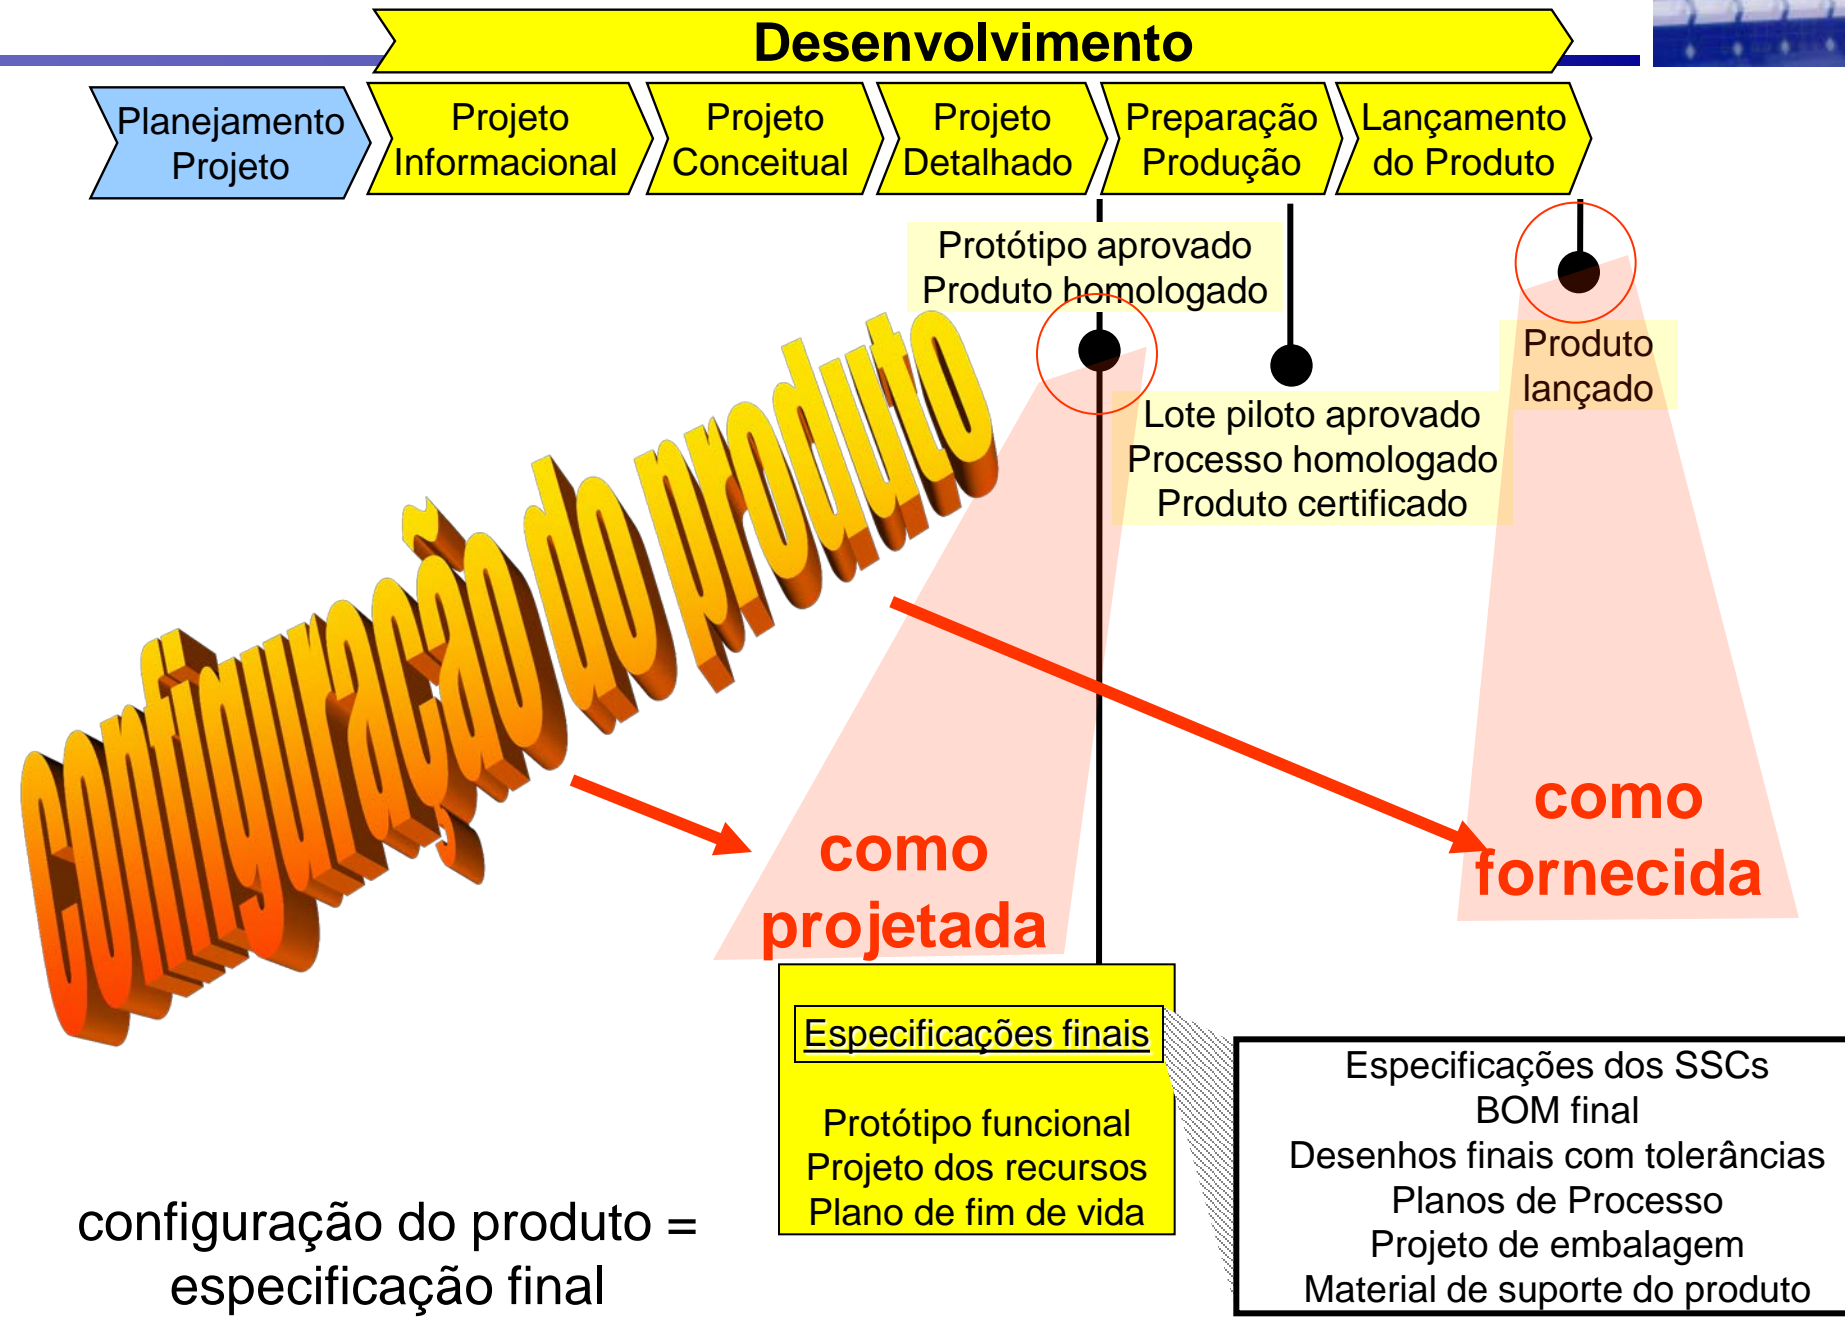 Desenvolvimento
Planejamento
Projeto
Projeto
Informacional
Projeto
Conceitual
Projeto
Detalhado
Preparação
Produção
Lançamento
do Produto
Protótipo aprovado
Produto homologado
Produto
lançado
Lote piloto aprovado
Processo homologado
Produto certificado
configuração do produto
como
projetada
como
fornecida
Especificações finais
Protótipo funcional
Projeto dos recursos
Plano de fim de vida
Especificações dos SSCs
BOM final
Desenhos finais com tolerâncias
Planos de Processo
Projeto de embalagem
Material de suporte do produto
configuração do produto =
especificação final